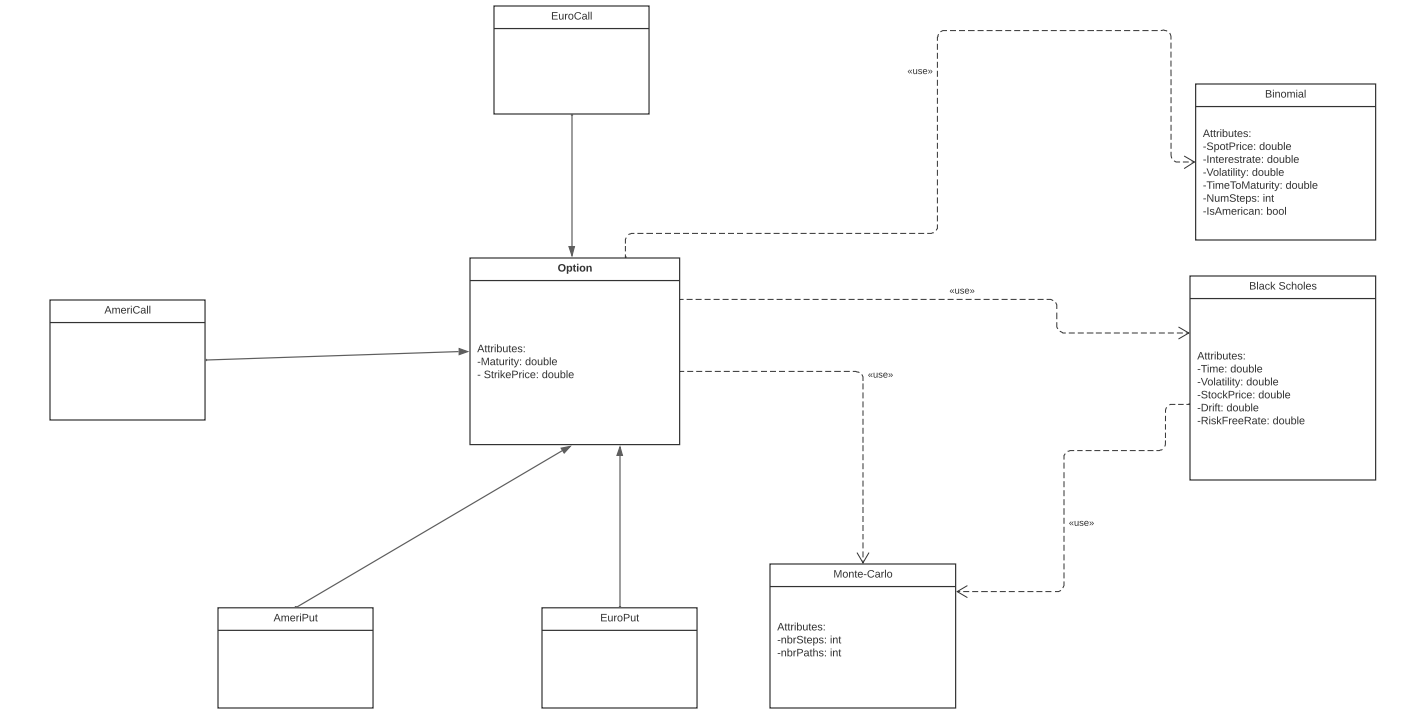 EuroCall
«use»
Binomial
Attributes:
-SpotPrice: double
-Interestrate: double
-Volatility: double
-TimeToMaturity: double
-NumSteps: int
-IsAmerican: bool
Option
Attributes:
-Maturity: double
- StrikePrice: double
«use»
Black Scholes
Attributes:
-Time: double
-Volatility: double
-StockPrice: double
-Drift: double
-RiskFreeRate: double
AmeriCall
«use»
«use»
Monte-Carlo
Attributes:
-nbrSteps: int
-nbrPaths: int
AmeriPut
EuroPut